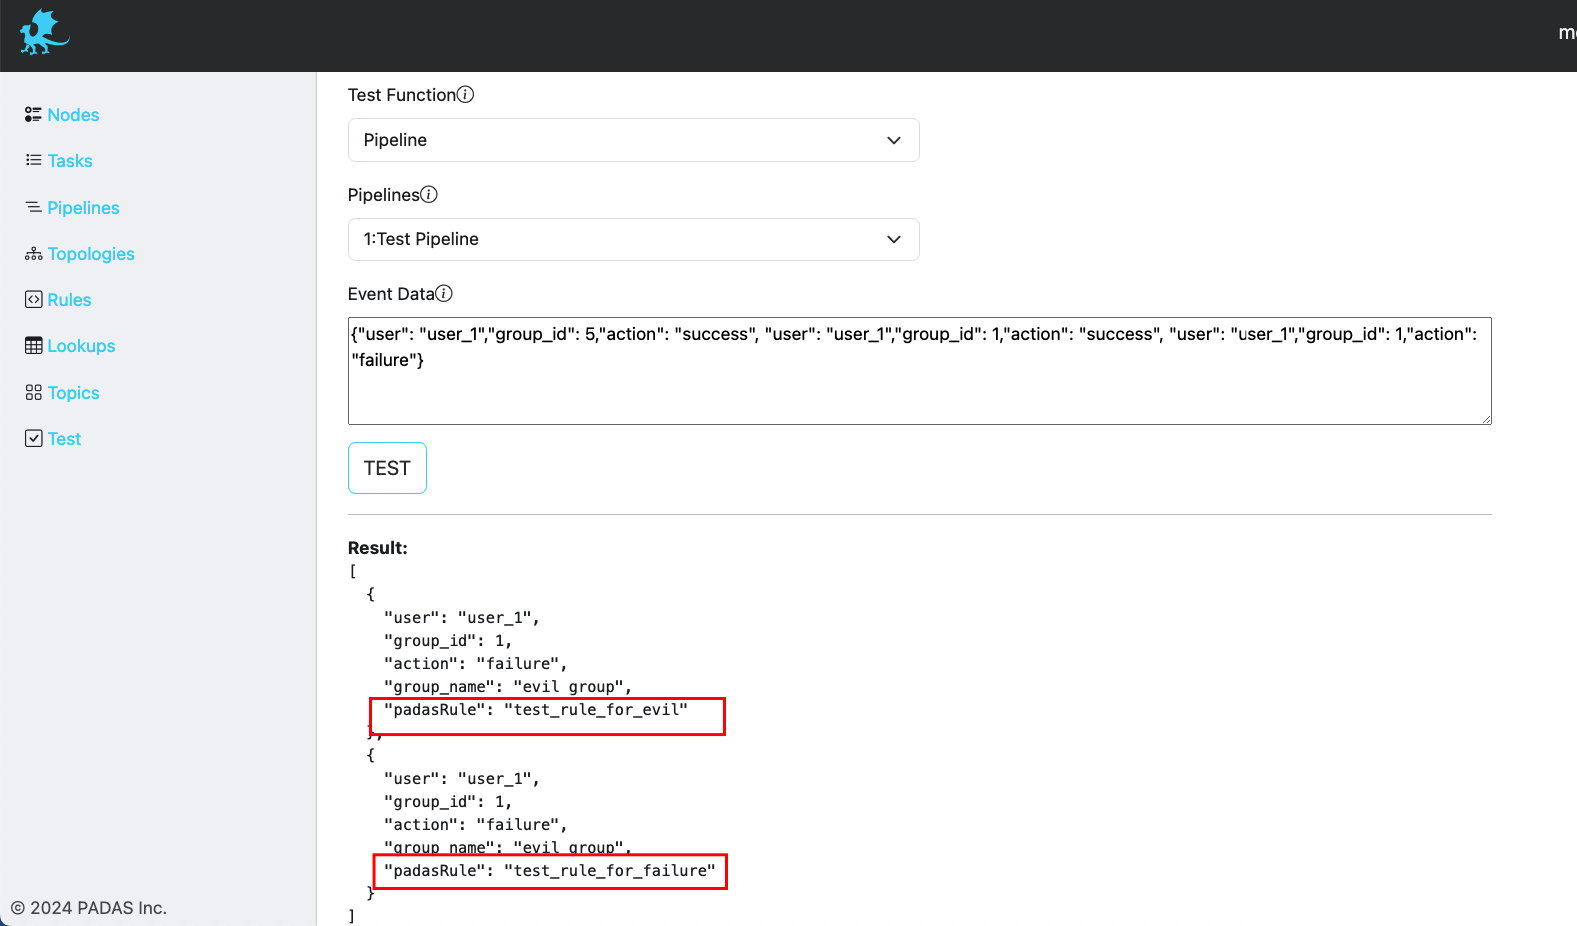 Nodes
Tasks
Pipelines
Topologies
Rules
Lookups
Topics
Test
© 2024 PADAS Inc.
Test Function
Pipeline
Pipelines
1:Test Pipeline
Event Data
{"user": "user_1","group_id": 5,"action": "success", "user": "user_1","group_id": 1,"action": "success", "user": "user_1","group_id": 1,"action":
"failure"}
TEST
Result:
[
{
"user": "user_1",
"group_id": 1,
"action": "failure",
"group_name": "evil group",
"padasRule": "test_rule_for_evil"
},
{
"user": "user_1",
"group_id": 1,
"action": "failure",
"group_name": "evil group",
"padasRule": "test_rule_for_failure"
}
]